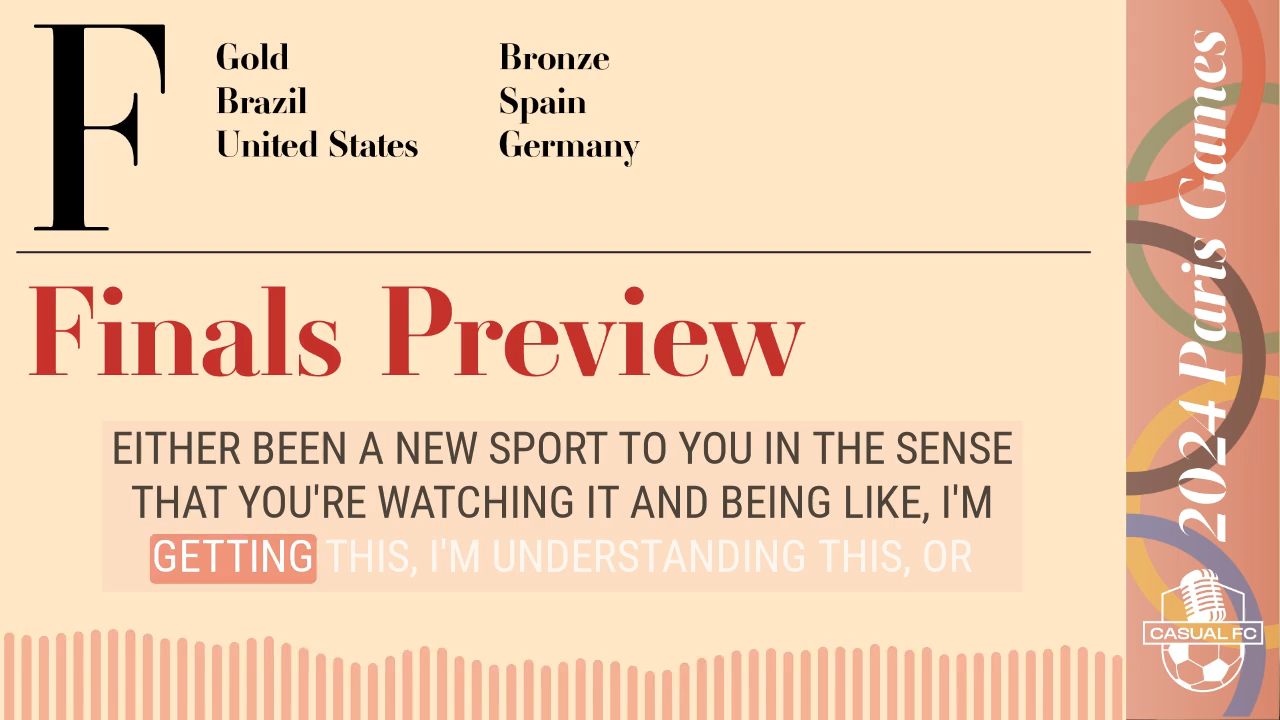 F
Gold
Brazil
United States
Bronze
Spain
Germany
Finals Preview
EITHER BEEN A NEW SPORT TO YOU IN THE SENSE
THAT YOU'RE WATCHING IT AND BEING LIKE, I'M
GETTING THIS, I'M UNDERSTANDING THIS, OR
2024 Paris Games
CASUAL FC